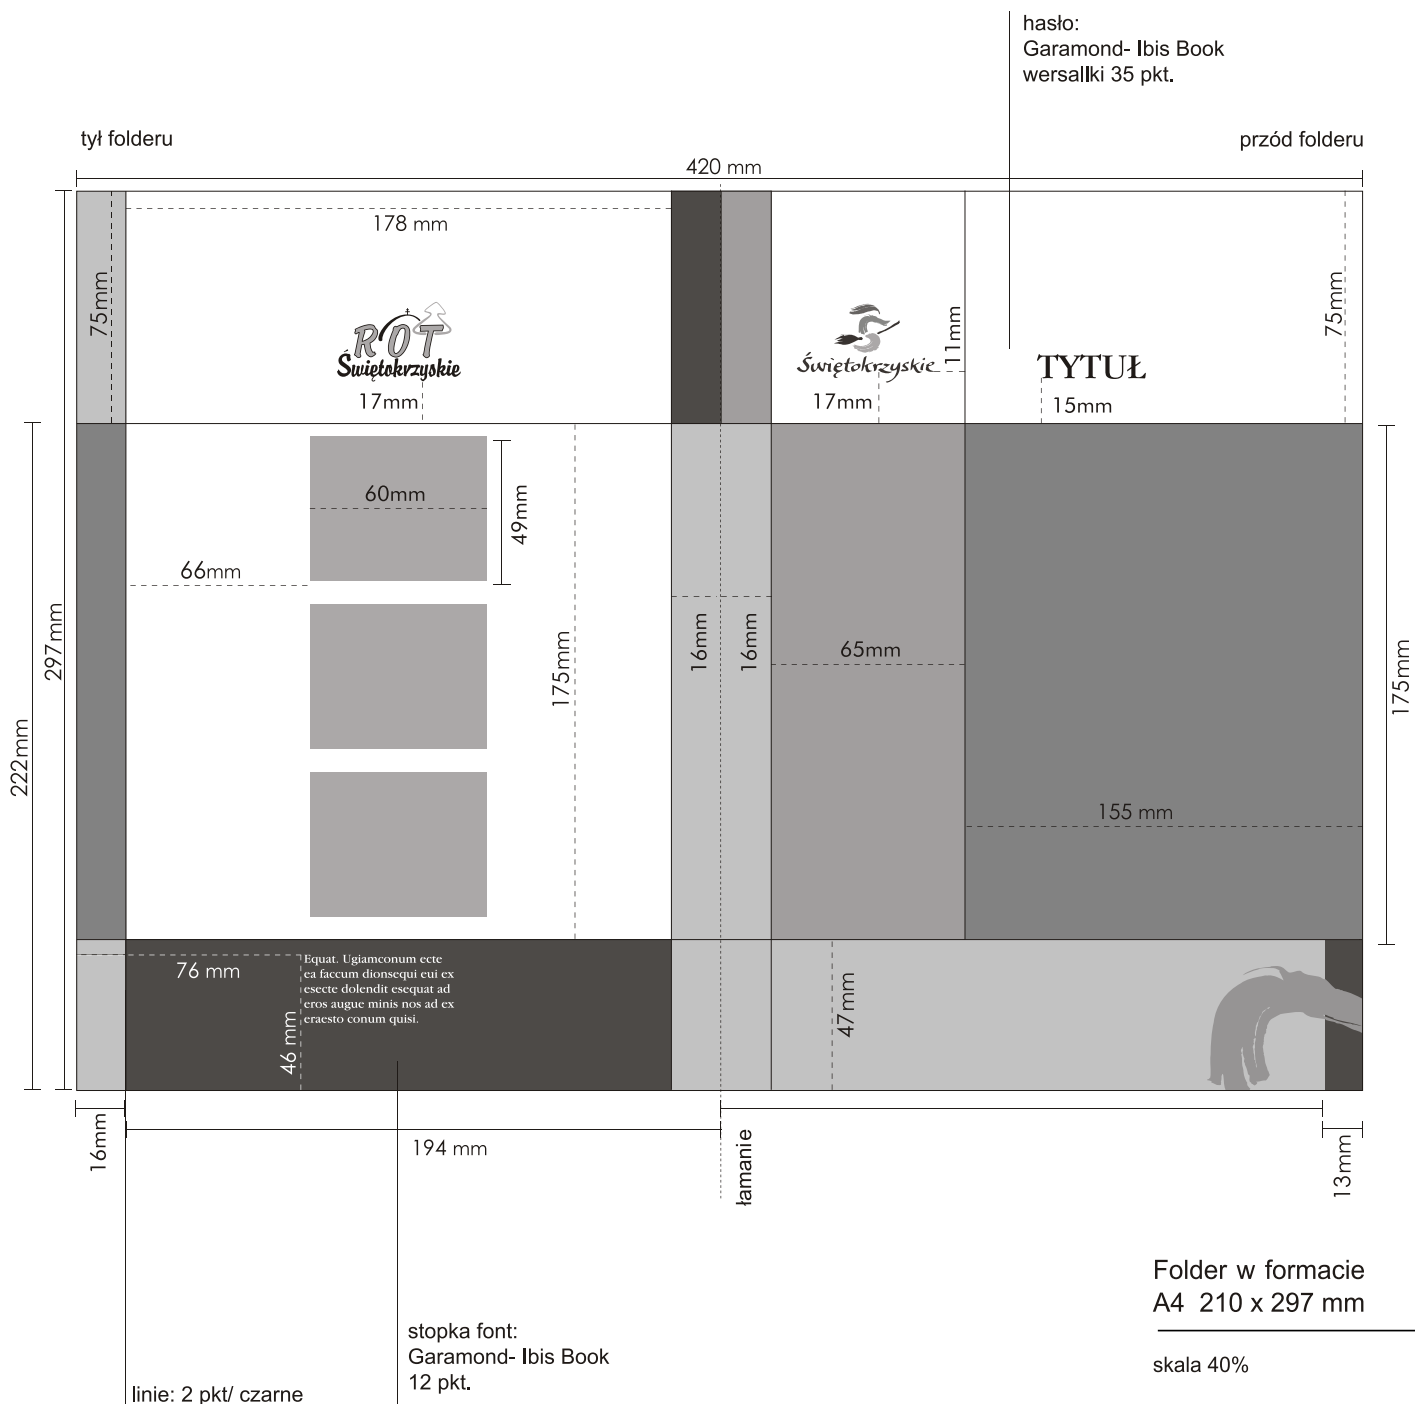 hasło:
Garamond- Ibis Book
wersallki 35 pkt.
tył folderu
przód folderu
420 mm
178 mm
75mm
75mm
ROT
Świętokrzyskie
17mm
Świętokrzyskie
11mm
17mm
TYTUŁ
15mm
60mm
49mm
66mm
297mm
222mm
175mm
16mm
16mm
65mm
175mm
155 mm
76 mm
46 mm
Equat. Ugiamconum ecte
ea faccum dionsequi eui ex
esecte dolendit esequat ad
eros augue minis nos ad ex
eraesto conum quisi.
47mm
16mm
194 mm
łamanie
13mm
Folder w formacie
A4 210 x 297 mm
skala 40%
stopka font:
Garamond- Ibis Book
12 pkt.
linie: 2 pkt/ czarne